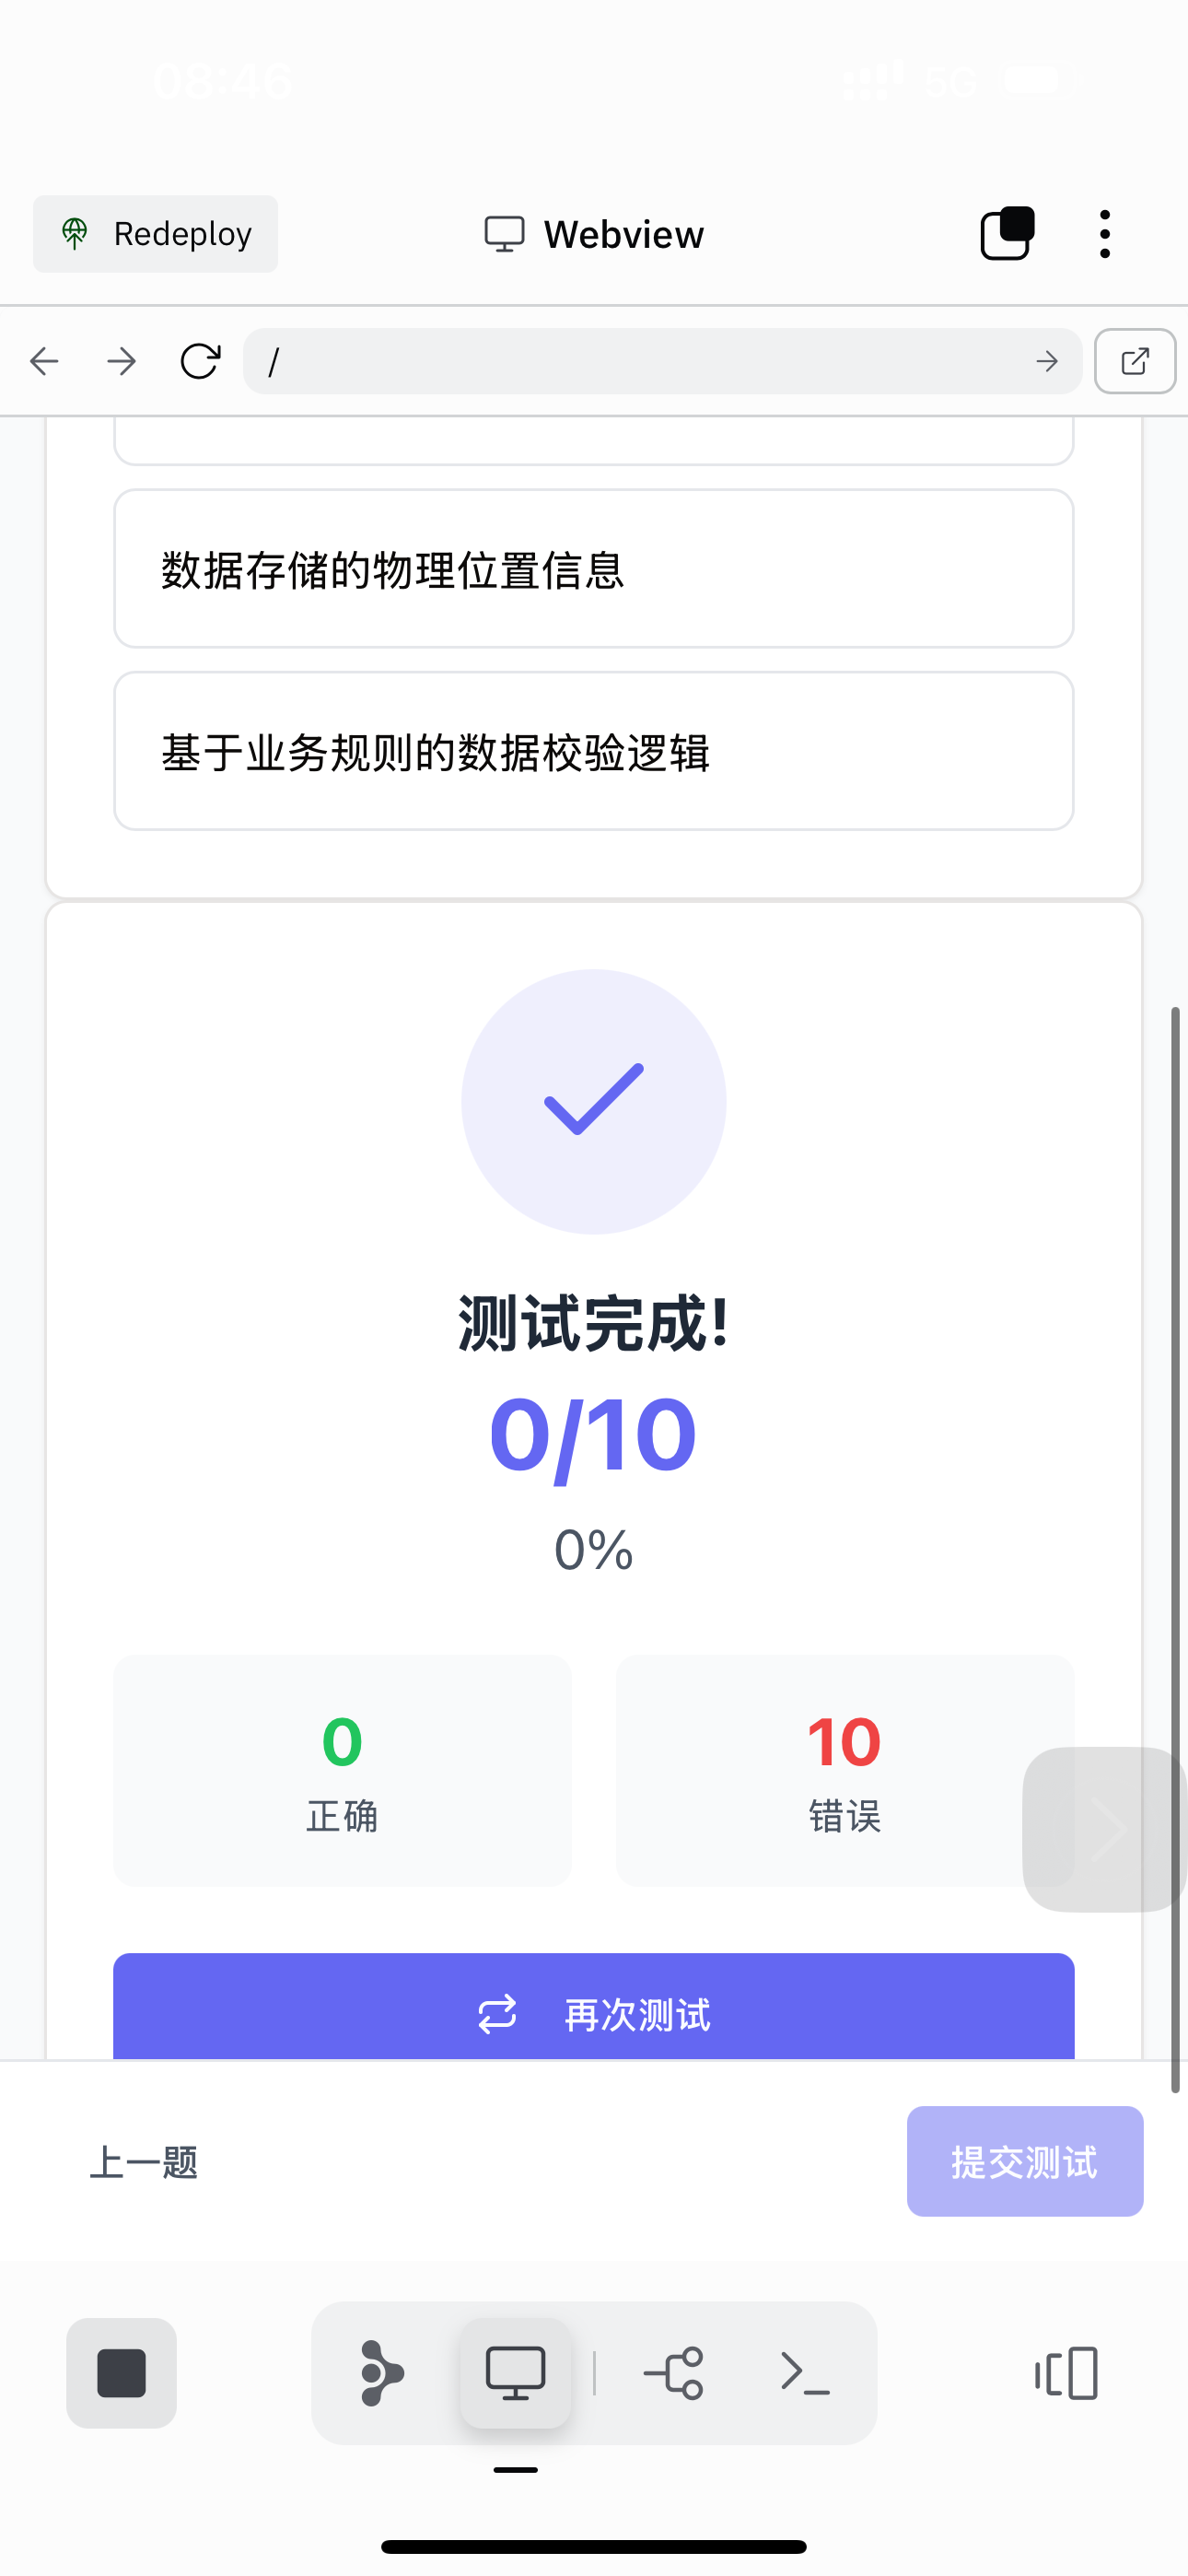 08:46
5G
Redeploy
Webview
/
数据存储的物理位置信息
基于业务规则的数据校验逻辑
测试完成!
0/10
0%
0
正确
10
错误
再次测试
上一题
提交测试